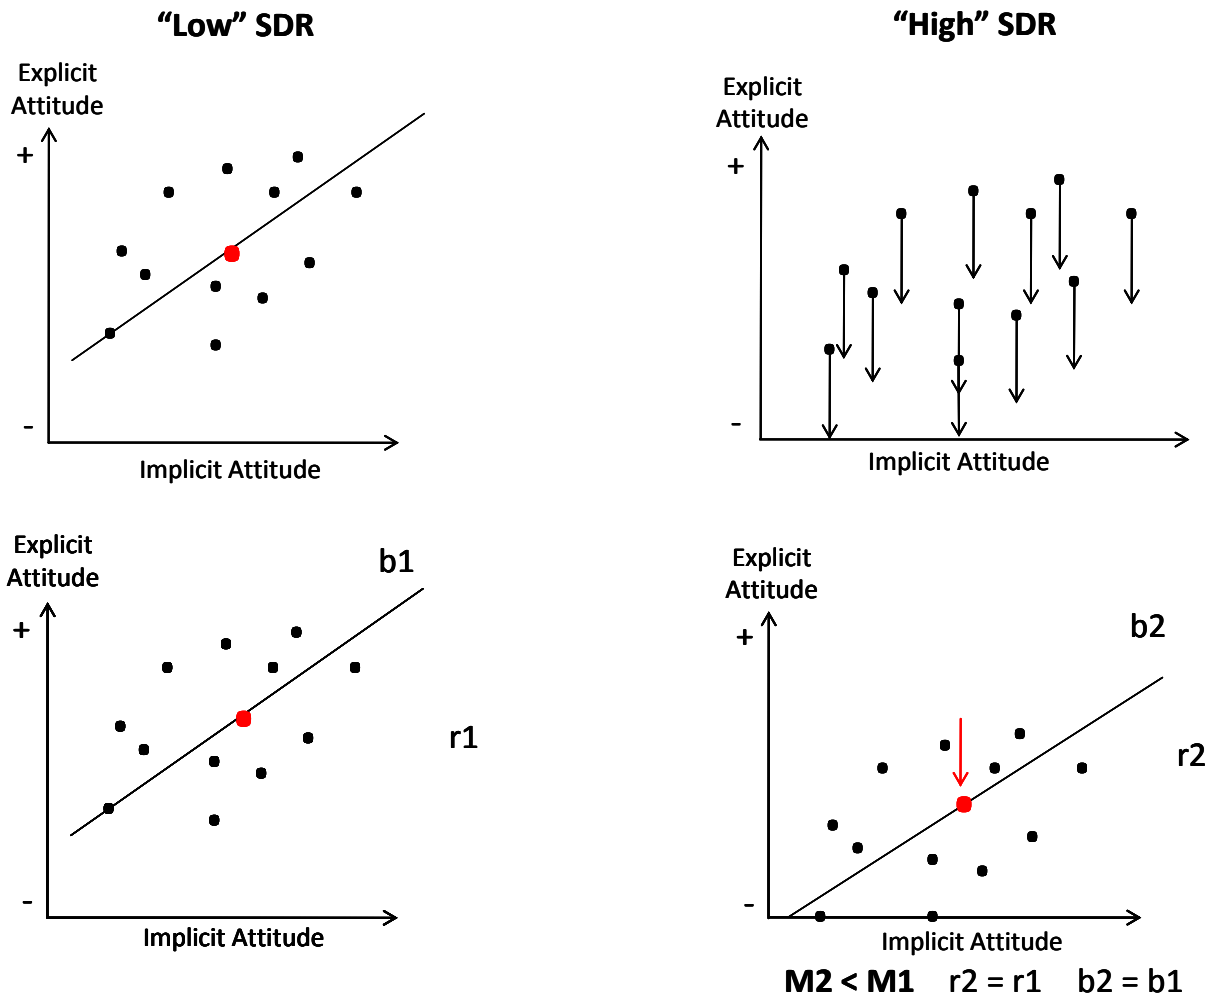 “Low” SDR
Explicit
Attitude
+
-
Implicit Attitude
“High” SDR
Explicit
Attitude
+
-
Implicit Attitude
Explicit
Attitude
b1
+
r1
-
Implicit Attitude
Explicit
Attitude
b2
+
r2
-
Implicit Attitude
M2 < M1 r2 = r1 b2 = b1